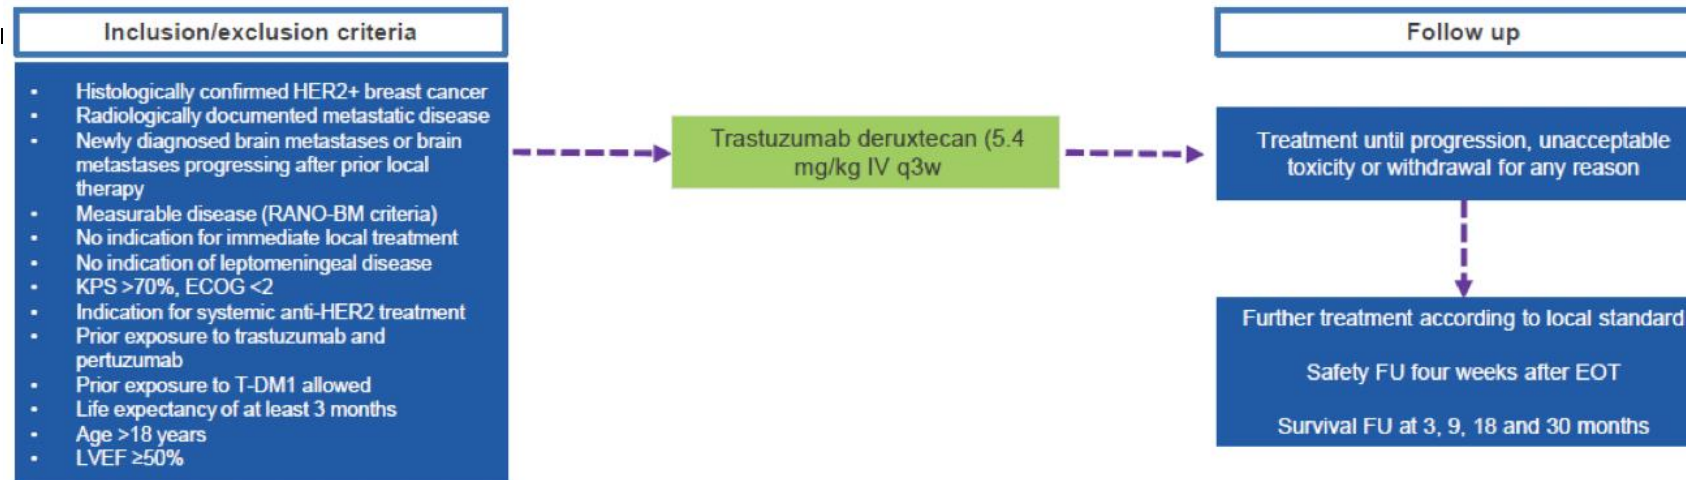 Inclusion/exclusion criteria
• Histologically confirmed HER2+ breast cancer
• Radiologically documented metastatic disease
• Newly diagnosed brain metastases or brain
metastases progressing after prior local
therapy
• Measurable disease (RANO-BM criteria)
• No indication for immediate local treatment
• No indication of leptomeningeal disease
• KPS >70%, ECOG <2
• Indication for systemic anti-HER2 treatment
• Prior exposure to trastuzumab and
pertuzumab
• Prior exposure to T-DM1 allowed
• Life expectancy of at least 3 months
• Age >18 years
• LVEF ≥50%
Trastuzumab deruxtecan (5.4
mg/kg IV q3w
Follow up
Treatment until progression, unacceptable
toxicity or withdrawal for any reason
Further treatment according to local standard
Safety FU four weeks after EOT
Survival FU at 3, 9, 18 and 30 months